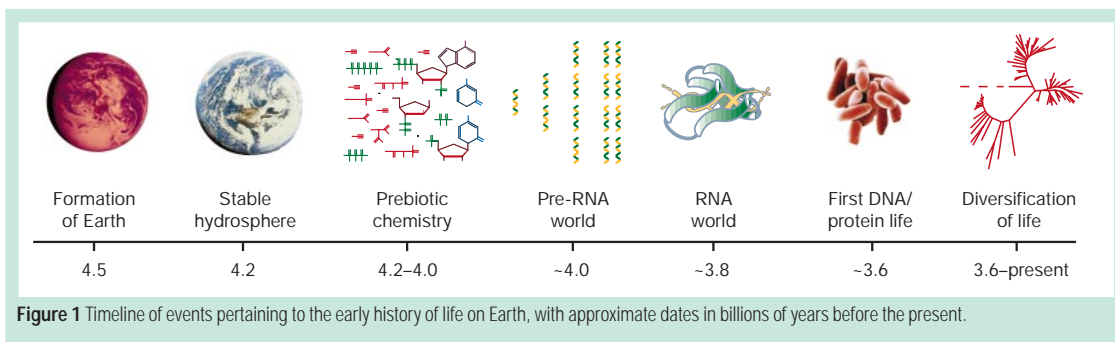 Formation
of Earth
Stable
hydrosphere
Prebiotic
chemistry
Pre-RNA
world
RNA
world
First DNA/
protein life
Diversification
of life
4.5
4.2
4.2–4.0
~4.0
~3.8
~3.6
3.6–present
Figure 1 Timeline of events pertaining to the early history of life on Earth, with approximate dates in billions of years before the present.